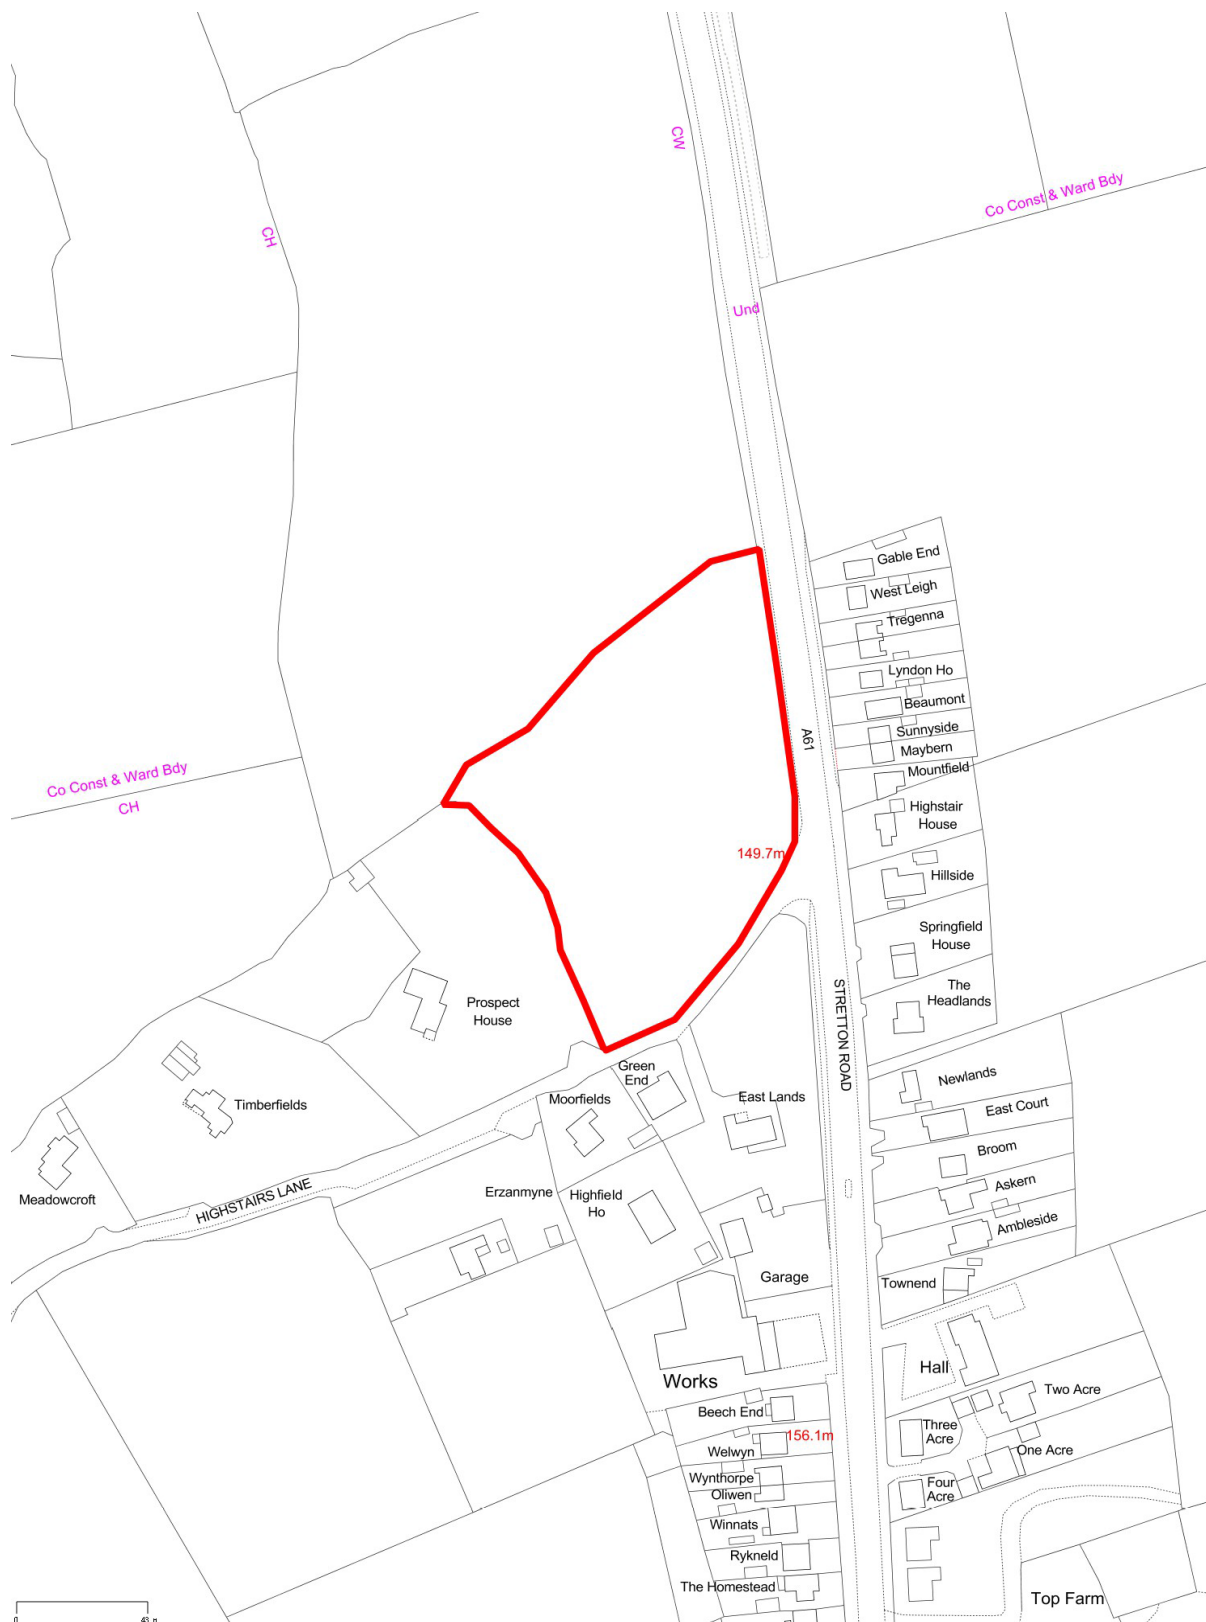 CW
Co Const & Ward Bdy
CH
Und
Gable End
West Leigh
Tregenna
Lyndon Ho
Beaumont
A61
Sunnyside
Maybern
Co Const & Ward Bdy
CH
Mountfield
Highstair
House
149.7m
Hillside
Springfield
House
Prospect
House
The
Headlands
STRETTON ROAD
Green
End
Newlands
Moorfields
East Lands
Timberfields
East Court
Broom
Meadowcroft
HIGHSTAIRS LANE
Erzanmyne
Highfield
Ho
Askern
Ambleside
Garage
Townend
Hall
Works
Two Acre
Beech End
Three
Acre
156.1m
Welwyn
One Acre
Wynthorpe
Oliwen
Four
Acre
Winnats
Rykneld
The Homestead
Top Farm
0
43 m